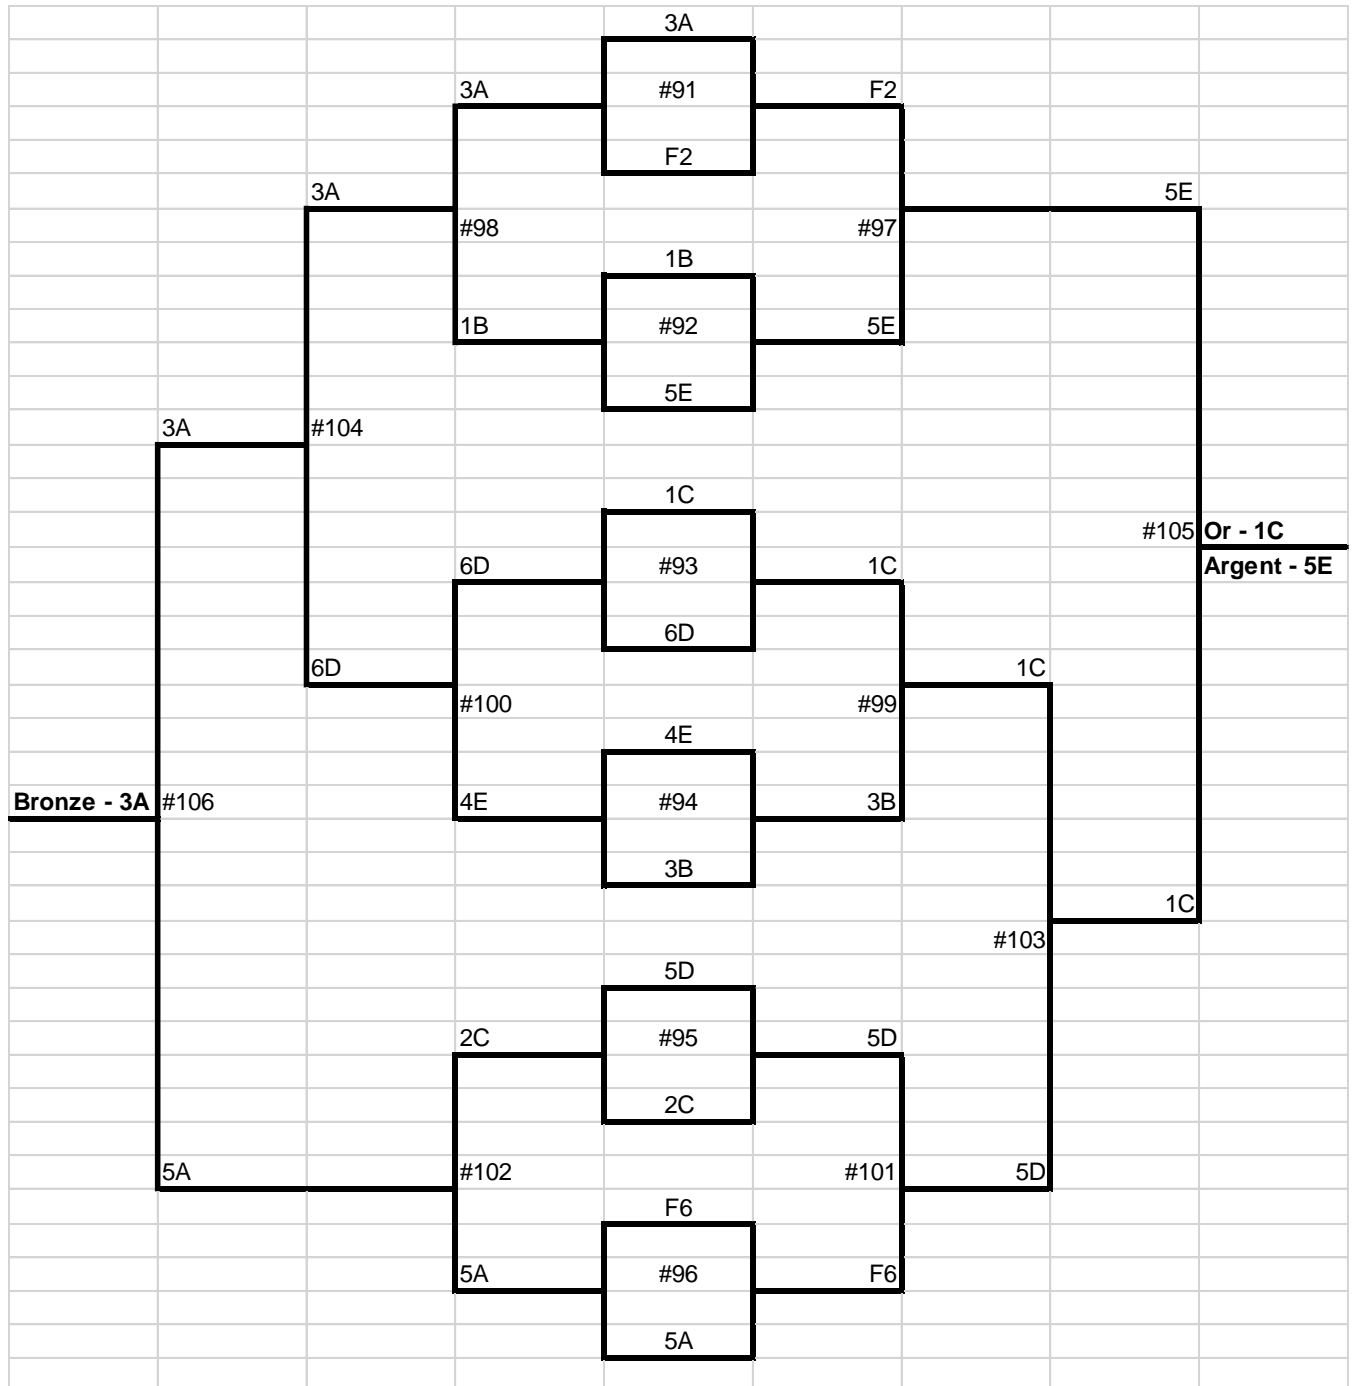 3A
3A #91 F2
F2
3A 5E
#98 #97
1B
1B #92 5E
5E
3A #104
1C
#105 Or - 1C
6D #93 1C
Argent - 5E
6D
6D 1C
#100 #99
4E
Bronze - 3A #106 4E #94 3B
3B
1C
#103
5D
2C #95 5D
2C
5A #102 #101 5D
F6
5A #96 F6
5A